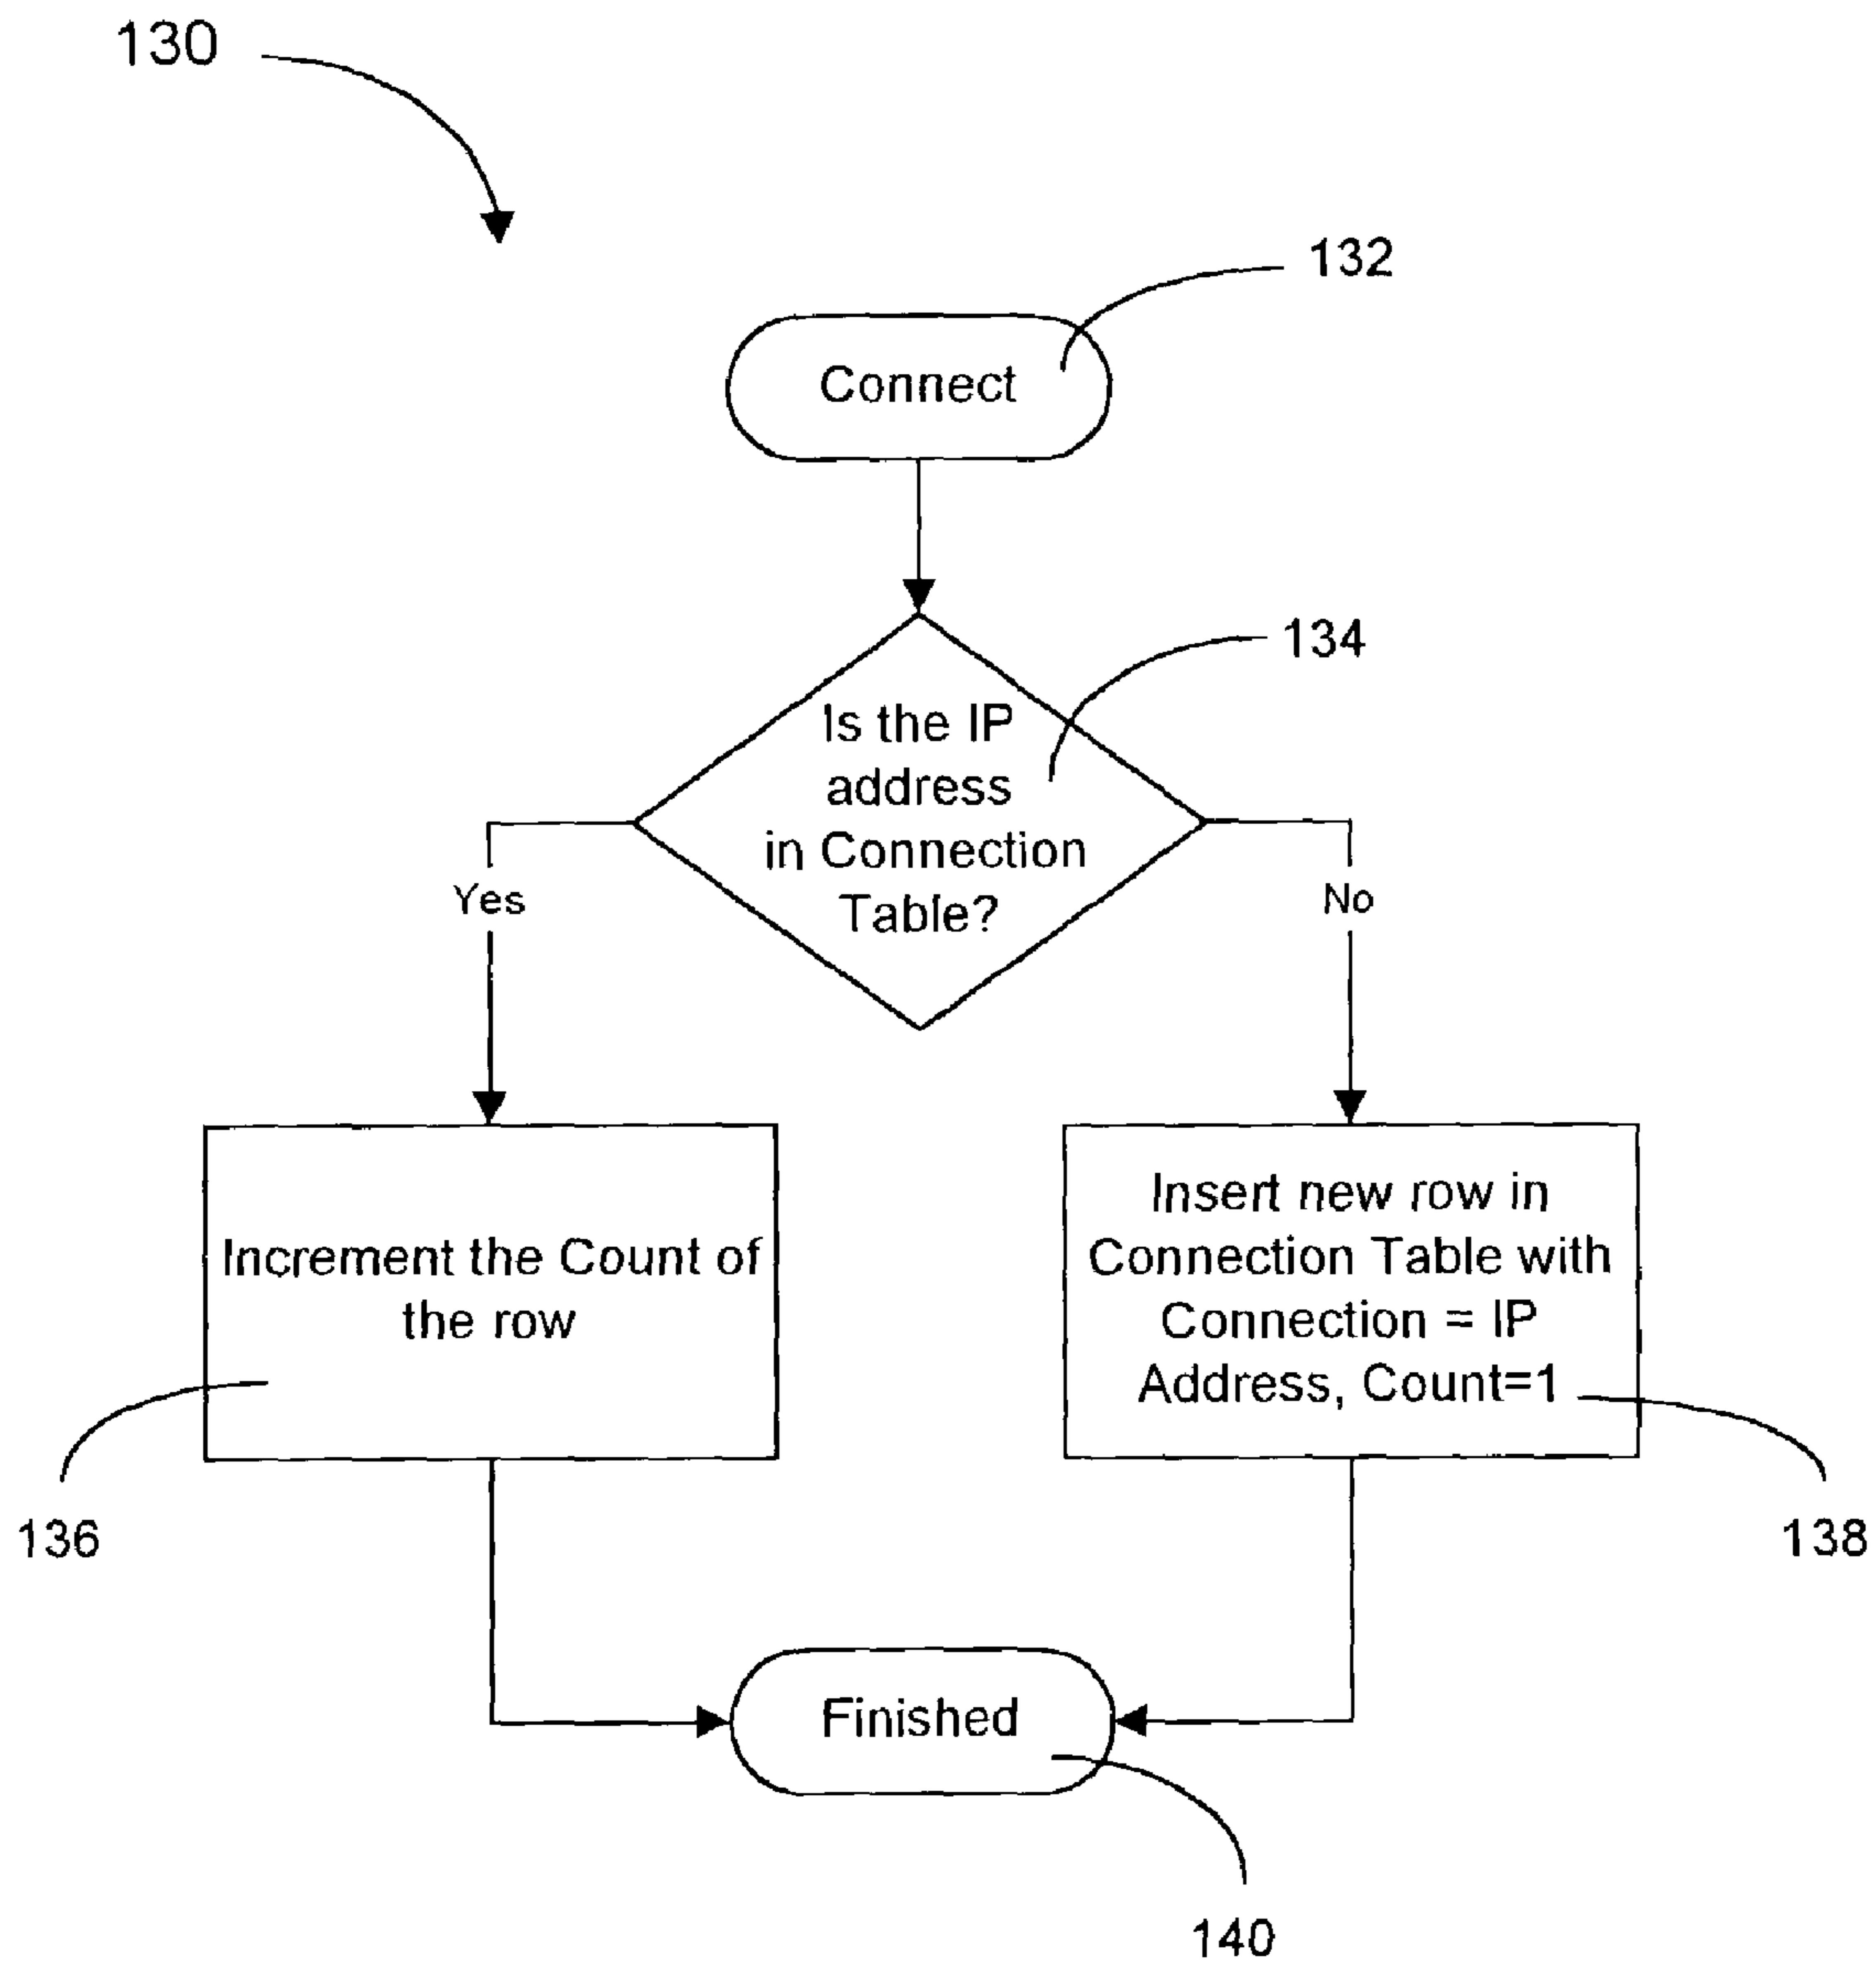 130
132
Connect
134
Is the IP
address
in Connection
Table?
Yes
No
Increment the Count of
the row
Insert new row in
Connection Table with
Connection = IP
Address, Count=1
136
138
Finished
140